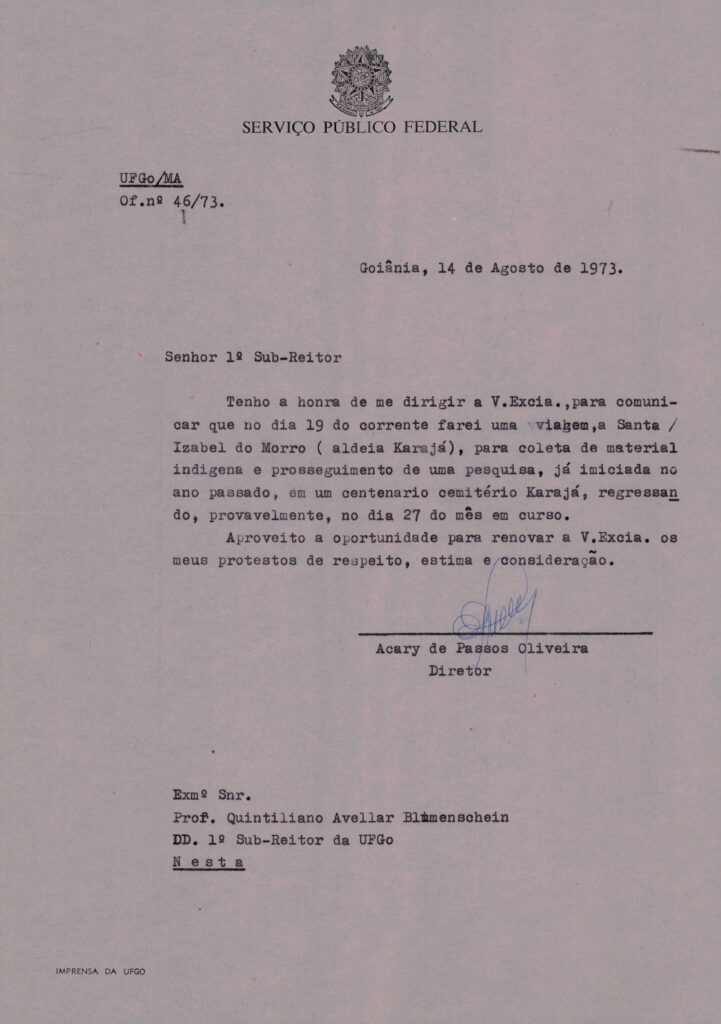 SERVIÇO PÚBLICO FEDERAL
UFGo/MA
Of.nº 46/73.
Goiânia, 14 de Agosto de 1973.
Senhor 1º Sub-Reitor
Tenho a honra de me dirigir a V.Excia.,para comuni-
car que no dia 19 do corrente farei uma viagem,a Santa /
Izabel do Morro ( aldeia Karajá), para coleta de material
indigena e prosseguimento de uma pesquisa, já iniciada no
ano passado, em um centenario cemitério Karajá, regressan
do, provavelmente, no dia 27 do mês em curso.
Aproveito a oportunidade para renovar a V.Excia. os
meus protestos de respeito, estima e consideração.
Acary de Passos Oliveira
Diretor
Exmº Snr.
Prof. Quintiliano Avellar Blumenschein
DD. 1º Sub-Reitor da UFGo
N e s t a
IMPRENSA DA UFGO